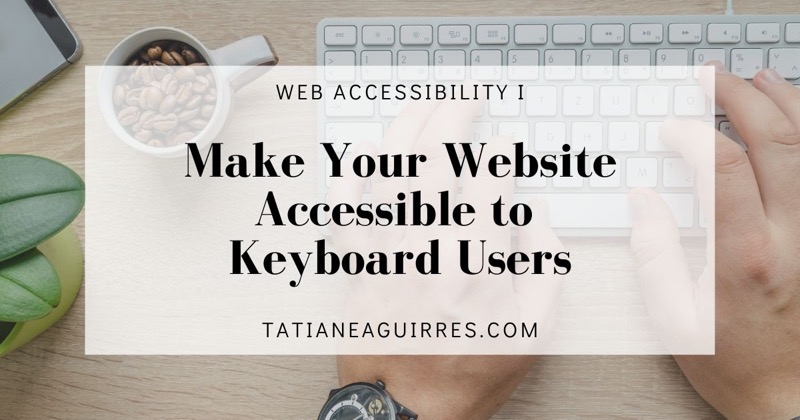 WEB ACCESSIBILITY I
Make Your Website
Accessible to
Keyboard Users
TATIANEAGUIRRES.COM